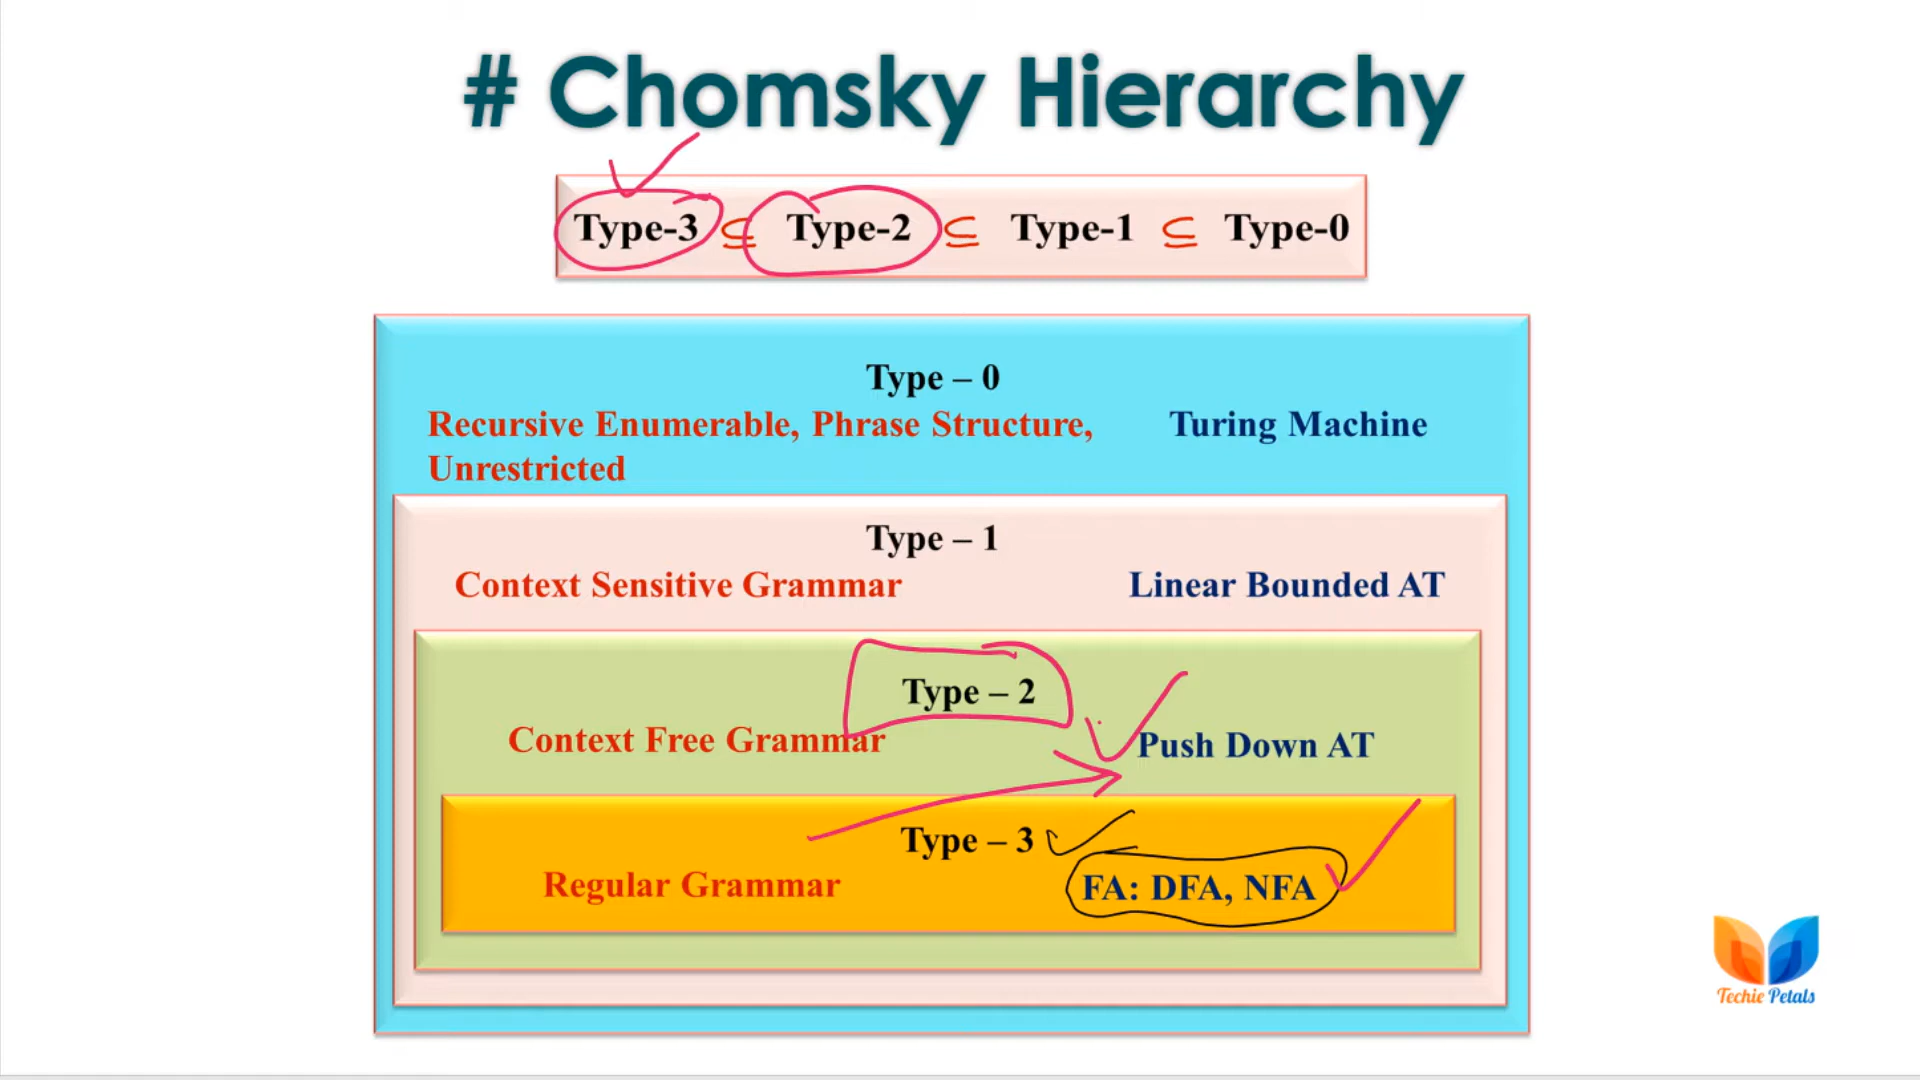 # Chomsky Hierarchy
Type-3 ⊆ Type-2 ⊆ Type-1 ⊆ Type-0
Type – 0
Recursive Enumerable, Phrase Structure, Turing Machine
Unrestricted
Type – 1
Context Sensitive Grammar Linear Bounded AT
Type – 2
Context Free Grammar Push Down AT
Type – 3
Regular Grammar FA: DFA, NFA
Techie Petals